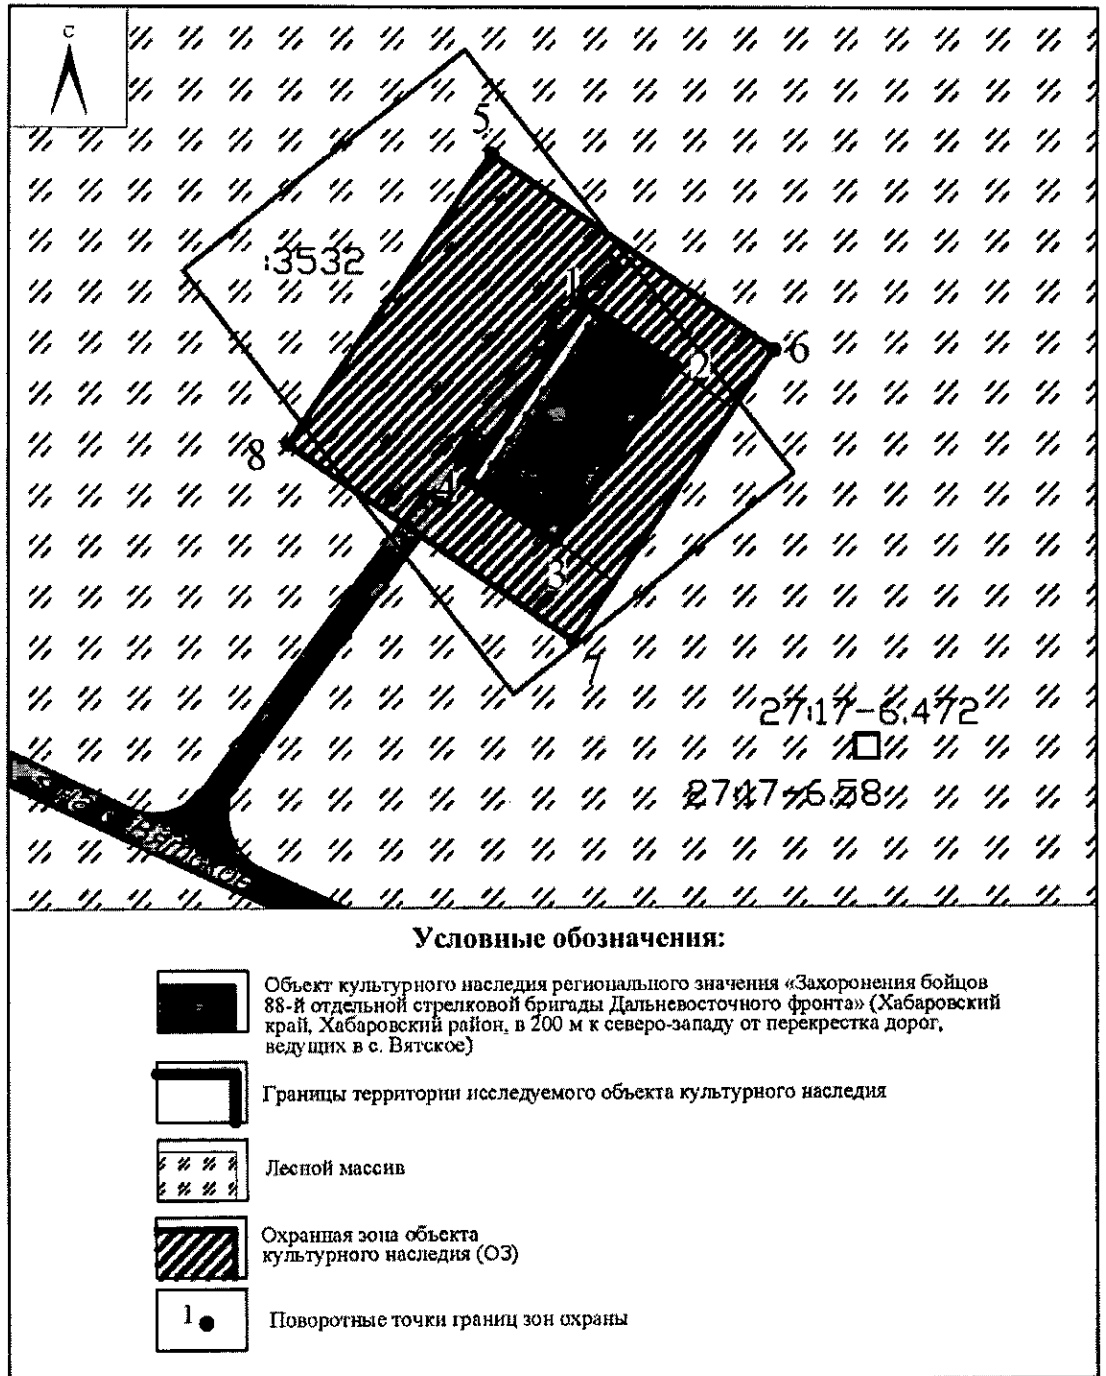 С
5
:3532
1
6
2
8
4
3
7
27:17-6.472
27:17-6.58
Условные обозначения:
Объект культурного наследия регионального значения «Захоронения бойцов
88-й отдельной стрелковой бригады Дальневосточного фронта» (Хабаровский
край, Хабаровский район, в 200 м к северо-западу от перекрестка дорог,
ведущих в с. Вятское)
Границы территории исследуемого объекта культурного наследия
Лесной массив
Охранная зона объекта
культурного наследия (ОЗ)
1
Поворотные точки границ зон охраны